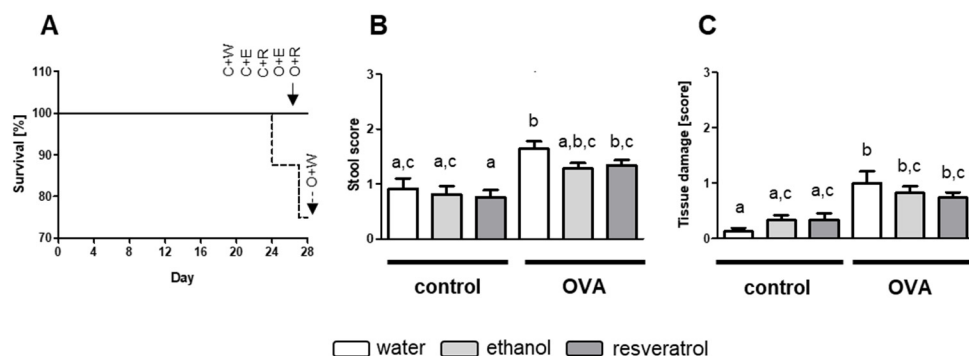 A
C+W
C+E
C+R
O+E
O+R
110
100
90
80
70
Survival [%]
0 4 8 12 16 20 24 28
Day
O+W
B
3
2
1
0
Stool score
a,c a,c a b a,b,c b,c
control OVA
C
3
2
1
0
Tissue damage [score]
a a,c a,c b b,c b,c
control OVA
water ethanol resveratrol